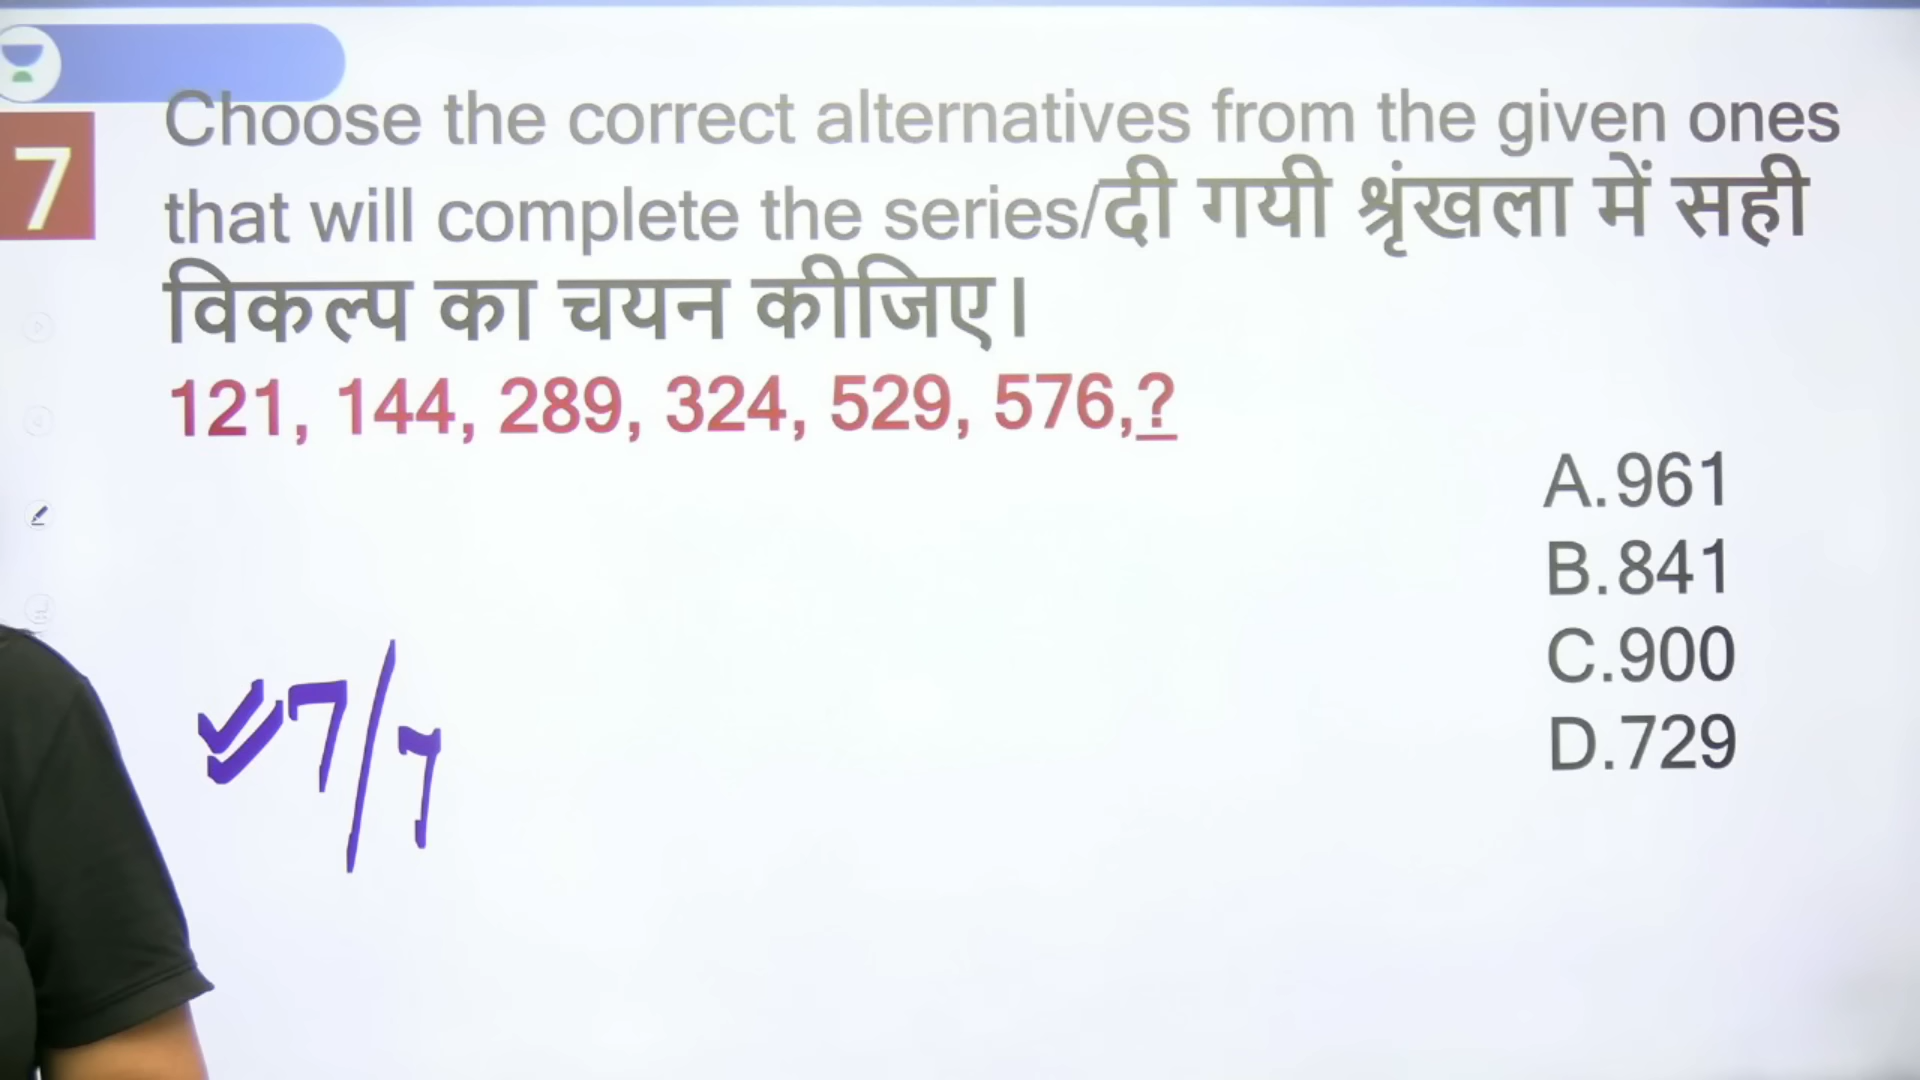 7
Choose the correct alternatives from the given ones
that will complete the series/दी गयी श्रृंखला में सही
विकल्प का चयन कीजिए।
121, 144, 289, 324, 529, 576,?
A.961
B.841
C.900
D.729
7/7